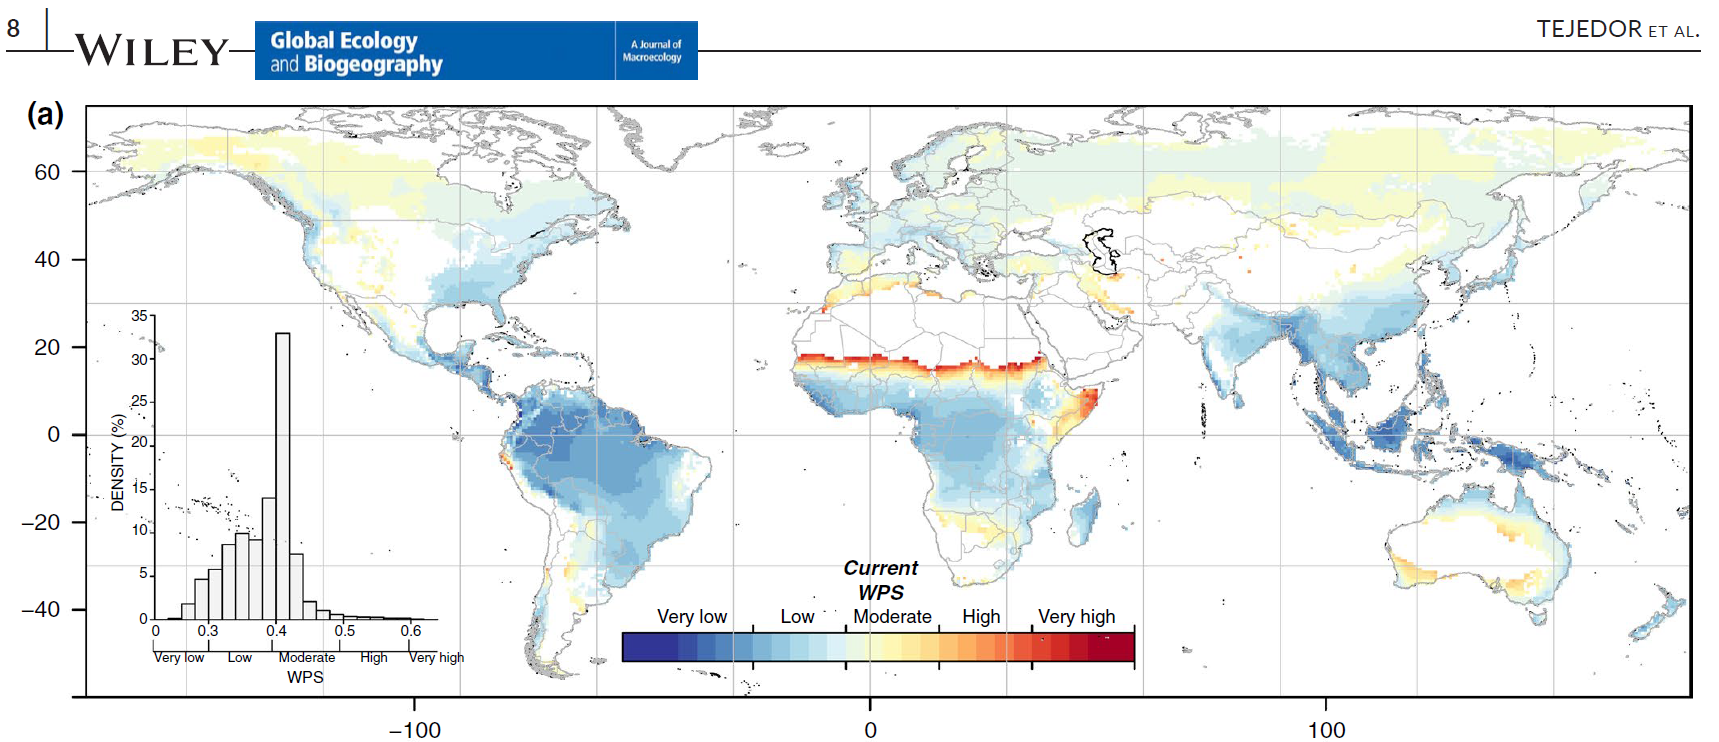 8
WILEY
Global Ecology
and Biogeography
A Journal of
Macroecology
TEJEDOR ET AL.
(a)
60
40
20
0
−20
−40
−100
0
100
DENSITY (%)
35
30
25
20
15
10
5
0
0
0.3
0.4
0.5
0.6
Very low
Low
Moderate
High
Very high
WPS
Current
WPS
Very low
Low
Moderate
High
Very high